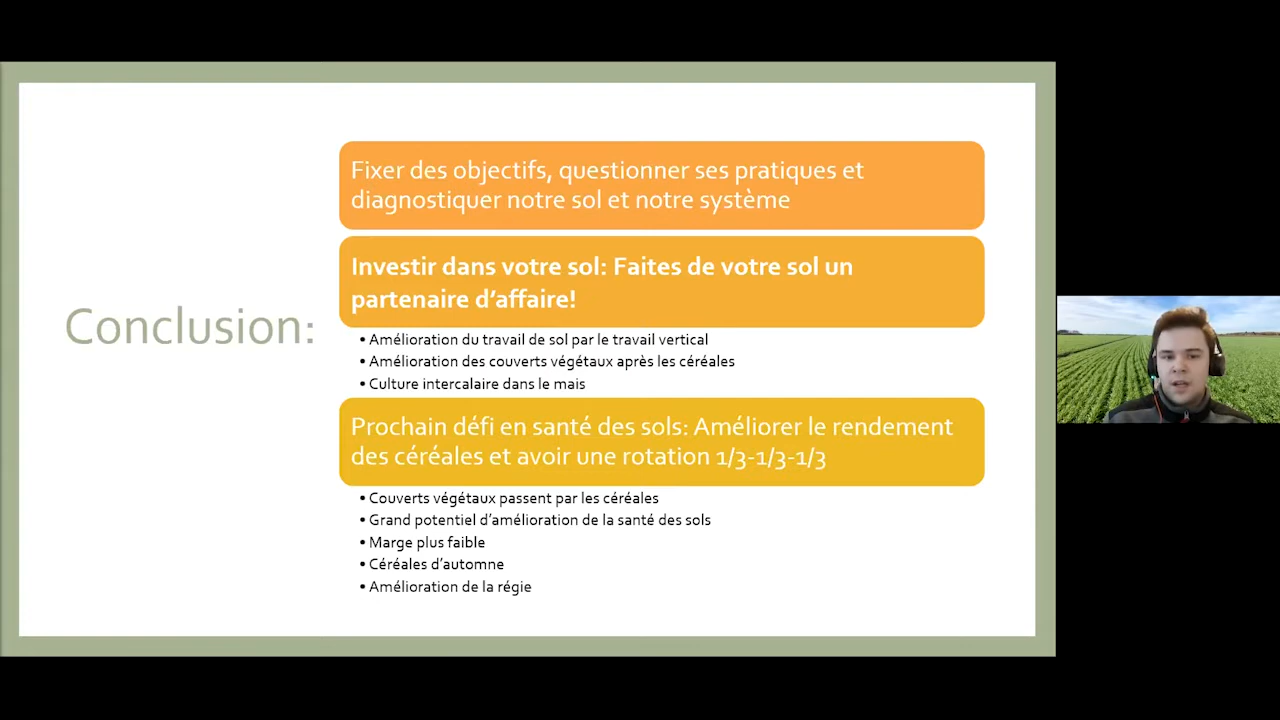 Conclusion:
Fixer des objectifs, questionner ses pratiques et
diagnostiquer notre sol et notre système
Investir dans votre sol: Faites de votre sol un
partenaire d'affaire!
• Amélioration du travail de sol par le travail vertical
• Amélioration des couverts végétaux après les céréales
• Culture intercalaire dans le mais
Prochain défi en santé des sols: Améliorer le rendement
des céréales et avoir une rotation 1/3-1/3-1/3
• Couverts végétaux passent par les céréales
• Grand potentiel d'amélioration de la santé des sols
• Marge plus faible
• Céréales d'automne
• Amélioration de la régie